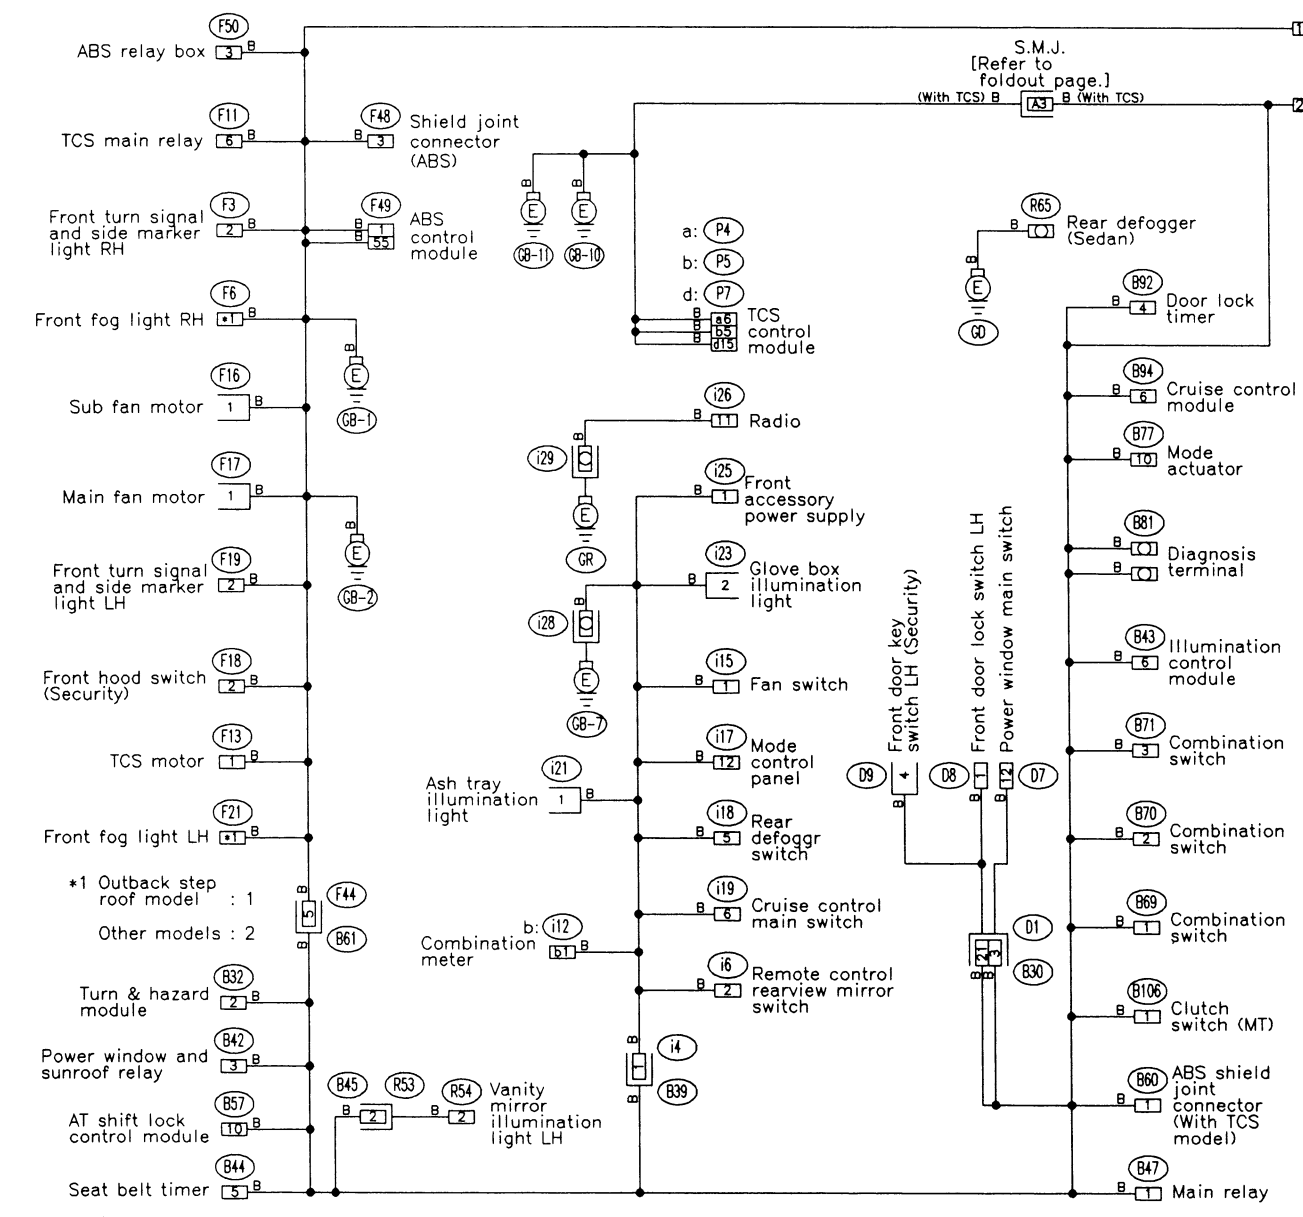 F50
ABS relay box 3 B
1
S.M.J.
[Refer to
foldout page.]
(With TCS) B A3 B (With TCS)
2
F11
TCS main relay 6 B
F48
B 3 Shield joint
connector
(ABS)
F3
Front turn signal
and side marker
light RH
2 B
F49
B 1
B 55
ABS
control
module
B E GB-11
B E GB-10
a: P4
b: P5
d: P7
B a6
B b5
B d15
TCS
control
module
R65
B Rear defogger
(Sedan)
B E GD
B92
B 4 Door lock
timer
F6
Front fog light RH *1 B
B E GB-1
F16
Sub fan motor 1 B
i26
B 11 Radio
B i29
E GR
B94
B 6 Cruise control
module
B77
B 10 Mode
actuator
F17
Main fan motor 1 B
B E GB-2
i25
B 1 Front
accessory
power supply
F19
Front turn signal
and side marker
light LH
2 B
i23
B 2 Glove box
illumination
light
B i28
E GB-7
B81
B
B
Diagnosis
terminal
F18
Front hood switch
(Security)
2 B
i15
B 1 Fan switch
B43
B 6 Illumination
control
module
F13
TCS motor 1 B
i17
B 12 Mode
control
panel
B71
B 3 Combination
switch
i21
Ash tray
illumination
light
1 B
Front door key
switch LH (Security)
Front door lock switch LH
Power window main switch
D9 4 B
D8 1 B
12 D7 B
F21
Front fog light LH *1 B
i18
B 5 Rear
defoggr
switch
B70
B 2 Combination
switch
*1 Outback step
roof model : 1
Other models : 2
B
5 F44
B B61
i19
B 6 Cruise control
main switch
B69
B 1 Combination
switch
b: i12
Combination
meter
b1 B
D1
21 3
B B B30
B32
Turn & hazard
module
2 B
i6
B 2 Remote control
rearview mirror
switch
B106
B 1 Clutch
switch (MT)
B42
Power window and
sunroof relay
3 B
B i4
1
B B39
B57
AT shift lock
control module
10 B
B45 R53 R54
B 2 B 2
Vanity
mirror
illumination
light LH
B60
B 1 ABS shield
joint
connector
(With TCS
model)
B44
Seat belt timer 5 B
B47
B 1 Main relay